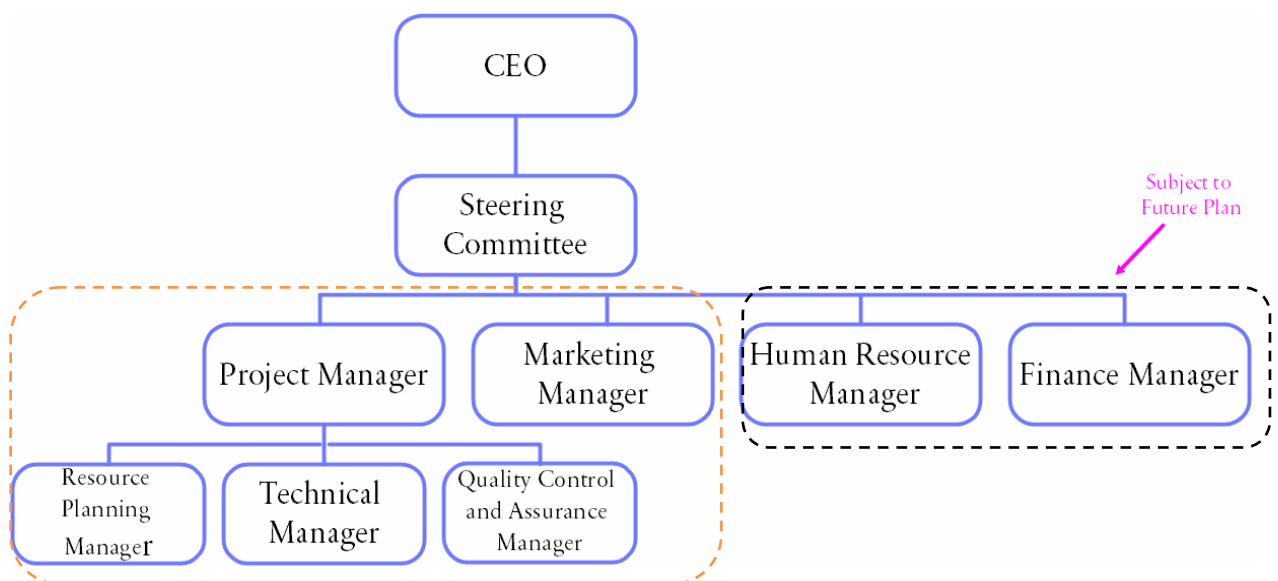 CEO
Steering
Committee
Subject to
Future Plan
Project Manager
Marketing
Manager
Human Resource
Manager
Finance Manager
Resource
Planning
Manager
Technical
Manager
Quality Control
and Assurance
Manager